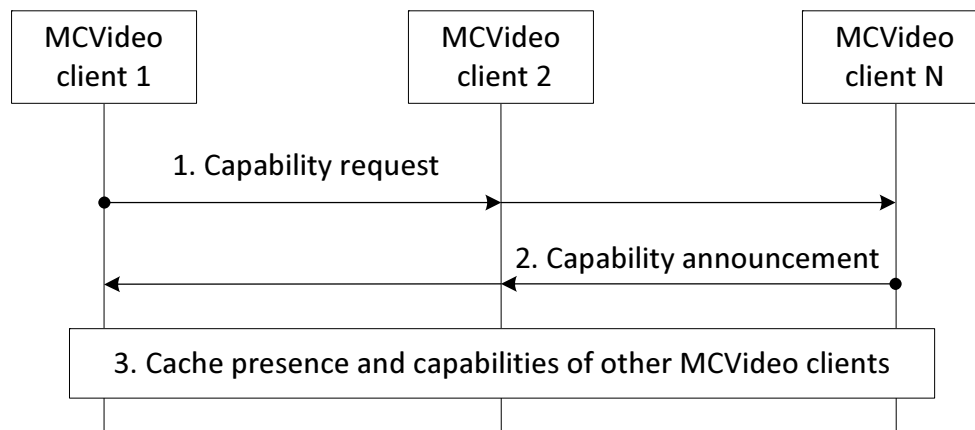 MCVideo
client 1
MCVideo
client 2
MCVideo
client N
1. Capability request
2. Capability announcement
3. Cache presence and capabilities of other MCVideo clients